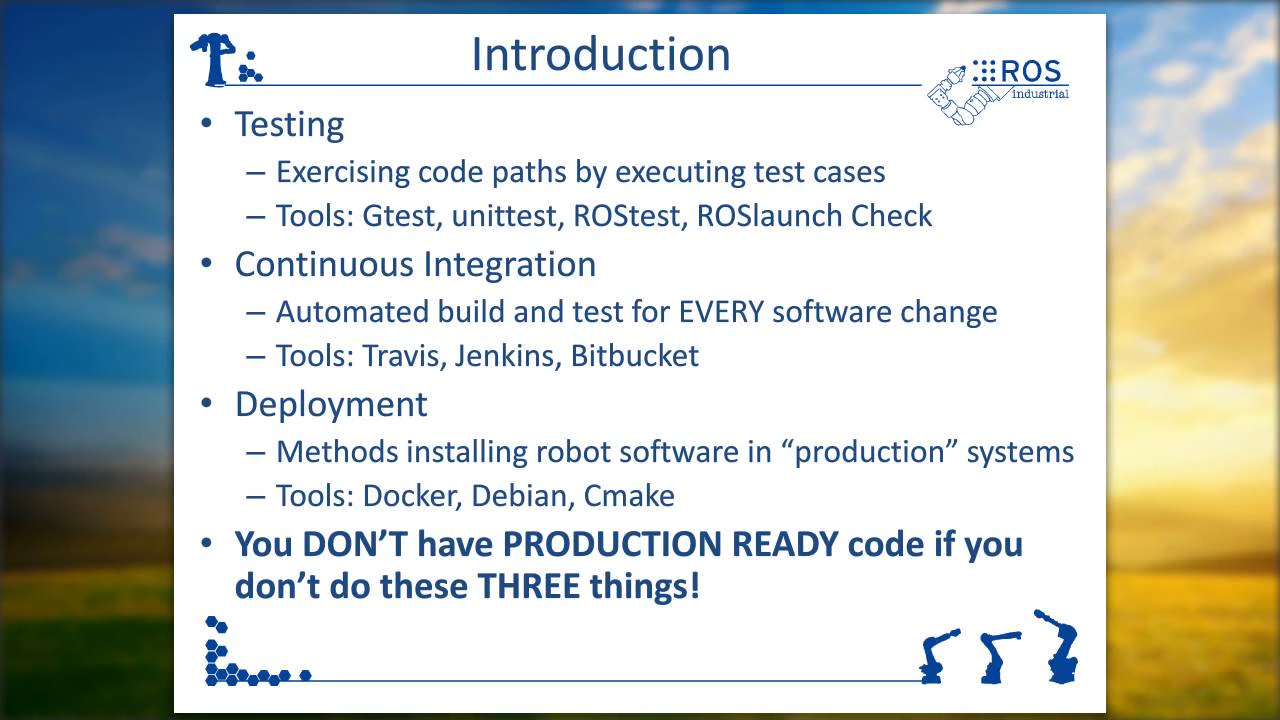 Introduction
ROS
industrial
• Testing
– Exercising code paths by executing test cases
– Tools: Gtest, unittest, ROStest, ROSlaunch Check
• Continuous Integration
– Automated build and test for EVERY software change
– Tools: Travis, Jenkins, Bitbucket
• Deployment
– Methods installing robot software in “production” systems
– Tools: Docker, Debian, Cmake
• You DON’T have PRODUCTION READY code if you
don’t do these THREE things!